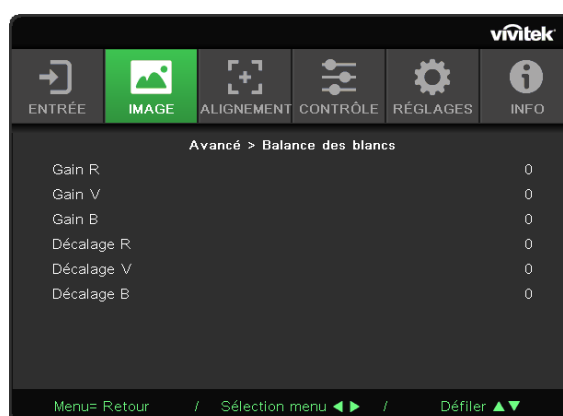 vivitek
ENTRÉE IMAGE ALIGNEMENT CONTRÔLE RÉGLAGES INFO
Avancé > Balance des blancs
Gain R 0
Gain V 0
Gain B 0
Décalage R 0
Décalage V 0
Décalage B 0
Menu= Retour / Sélection menu ◀ ▶ / Défiler ▲▼